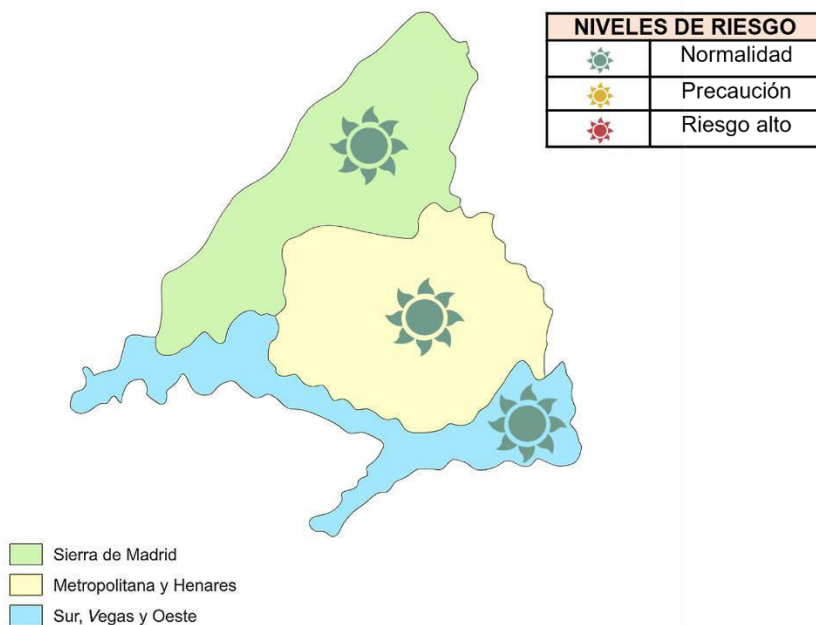 NIVELES DE RIESGO
Normalidad
Precaución
Riesgo alto
Sierra de Madrid
Metropolitana y Henares
Sur, Vegas y Oeste